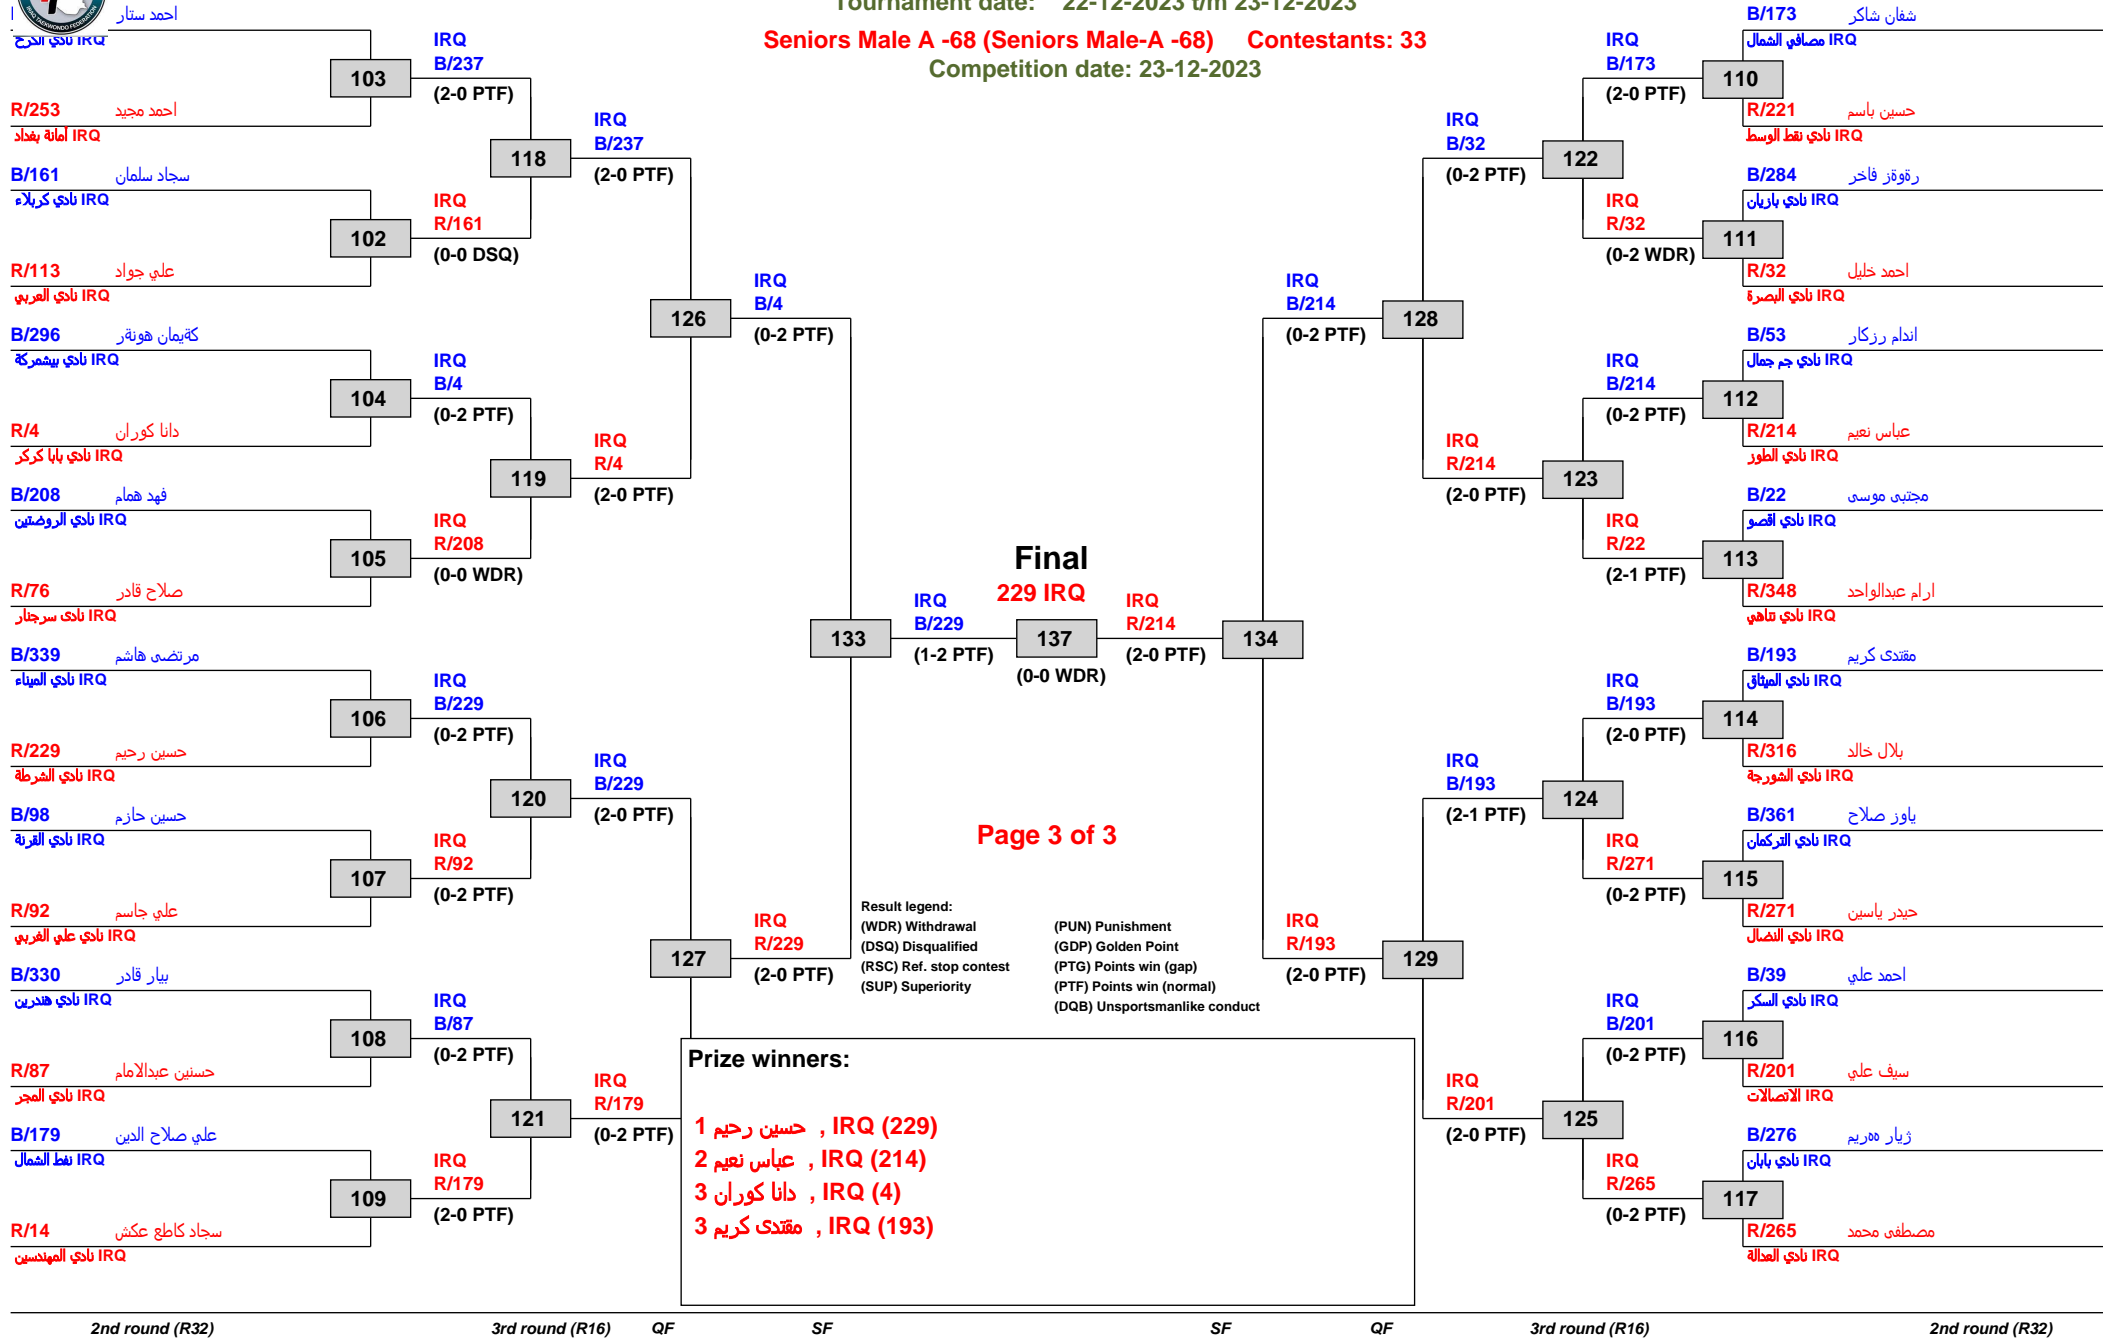 Tournament date: 22-12-2023 t/m 23-12-2023
Seniors Male A -68 (Seniors Male-A -68) Contestants: 33
Competition date: 23-12-2023
IRAQ TAEKWONDO FEDERATION
احمد ستار
IRQ نادي الكرخ
103
R/253 احمد مجيد
IRQ أمانة بغداد
B/161 سجاد سلمان
IRQ نادي كربلاء
102
R/113 علي جواد
IRQ نادي العربي
B/296 كةيمان هونةر
IRQ نادي بيشمركة
104
R/4 دانا كوران
IRQ نادي بابا كركر
B/208 فهد همام
IRQ نادي الروضتين
105
R/76 صلاح قادر
IRQ نادى سرجنار
B/339 مرتضى هاشم
IRQ نادي الميناء
106
R/229 حسين رحيم
IRQ نادي الشرطة
B/98 حسين حازم
IRQ نادي القرنة
107
R/92 علي جاسم
IRQ نادي علي الغربي
B/330 بيار قادر
IRQ نادي هندرين
108
R/87 حسنين عبدالامام
IRQ نادي المجر
B/179 علي صلاح الدين
IRQ نفط الشمال
109
R/14 سجاد كاطع عكش
IRQ نادي المهندسين
IRQ
B/237
(2-0 PTF)
118
IRQ
R/161
(0-0 DSQ)
IRQ
B/4
(0-2 PTF)
119
IRQ
R/208
(0-0 WDR)
IRQ
B/229
(0-2 PTF)
120
IRQ
R/92
(0-2 PTF)
IRQ
B/87
(0-2 PTF)
121
IRQ
R/179
(2-0 PTF)
IRQ
B/237
(2-0 PTF)
126
IRQ
R/4
(2-0 PTF)
IRQ
B/229
(2-0 PTF)
127
IRQ
R/179
(0-2 PTF)
IRQ
B/4
(0-2 PTF)
133
IRQ
R/229
(2-0 PTF)
IRQ
B/229
(1-2 PTF)
Final
229 IRQ
137
(0-0 WDR)
IRQ
R/214
(2-0 PTF)
134
IRQ
B/214
(0-2 PTF)
128
IRQ
R/193
(2-0 PTF)
129
IRQ
B/32
(0-2 PTF)
122
IRQ
R/214
(2-0 PTF)
123
IRQ
B/193
(2-1 PTF)
124
IRQ
R/201
(2-0 PTF)
125
IRQ
B/173
(2-0 PTF)
110
IRQ
R/32
(0-2 WDR)
111
IRQ
B/214
(0-2 PTF)
112
IRQ
R/22
(2-1 PTF)
113
IRQ
B/193
(2-0 PTF)
114
IRQ
R/271
(0-2 PTF)
115
IRQ
B/201
(0-2 PTF)
116
IRQ
R/265
(0-2 PTF)
117
B/173 شفان شاكر
IRQ مصافي الشمال
R/221 حسين باسم
IRQ نادي نقط الوسط
B/284 رةوةز فاخر
IRQ نادي بازيان
R/32 احمد خليل
IRQ نادي البصرة
B/53 اندام رزكار
IRQ نادي جم جمال
R/214 عباس نعيم
IRQ نادي الطوز
B/22 مجتبى موسى
IRQ نادي اقصو
R/348 ارام عبدالواحد
IRQ نادي تناهي
B/193 مقتدى كريم
IRQ نادي الميثاق
R/316 بلال خالد
IRQ نادي الشورجة
B/361 ياوز صلاح
IRQ نادي التركمان
R/271 حيدر ياسين
IRQ نادي النضال
B/39 احمد علي
IRQ نادي السكر
R/201 سيف علي
IRQ الاتصالات
B/276 ژيار ەەريم
IRQ نادي بابان
R/265 مصطفى محمد
IRQ نادي العدالة
Page 3 of 3
Result legend:
(WDR) Withdrawal
(DSQ) Disqualified
(RSC) Ref. stop contest
(SUP) Superiority
(PUN) Punishment
(GDP) Golden Point
(PTG) Points win (gap)
(PTF) Points win (normal)
(DQB) Unsportsmanlike conduct
Prize winners:
1 حسين رحيم , IRQ (229)
2 عباس نعيم , IRQ (214)
3 دانا كوران , IRQ (4)
3 مقتدى كريم , IRQ (193)
2nd round (R32) 3rd round (R16) QF SF SF QF 3rd round (R16) 2nd round (R32)